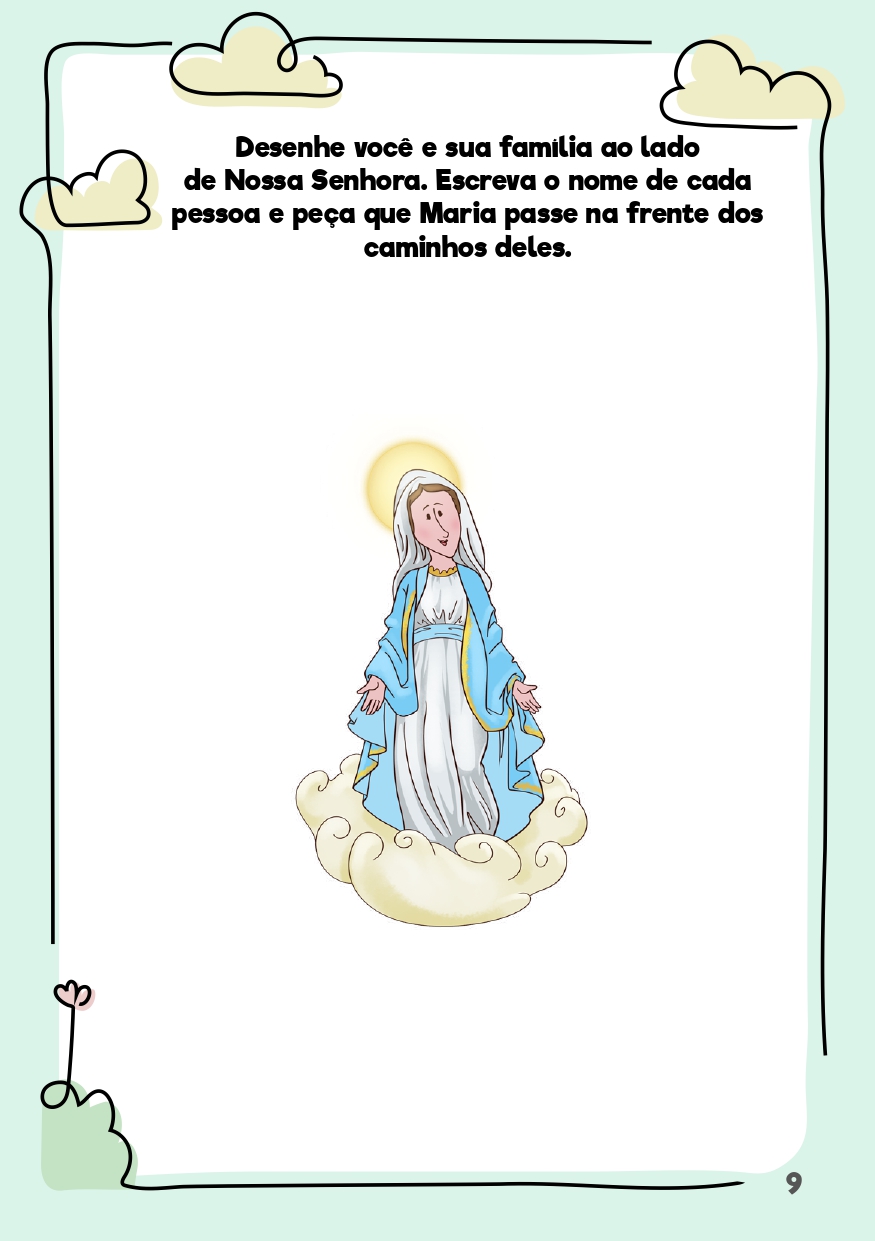 Desenhe você e sua família ao lado
de Nossa Senhora. Escreva o nome de cada
pessoa e peça que Maria passe na frente dos
caminhos deles.
9